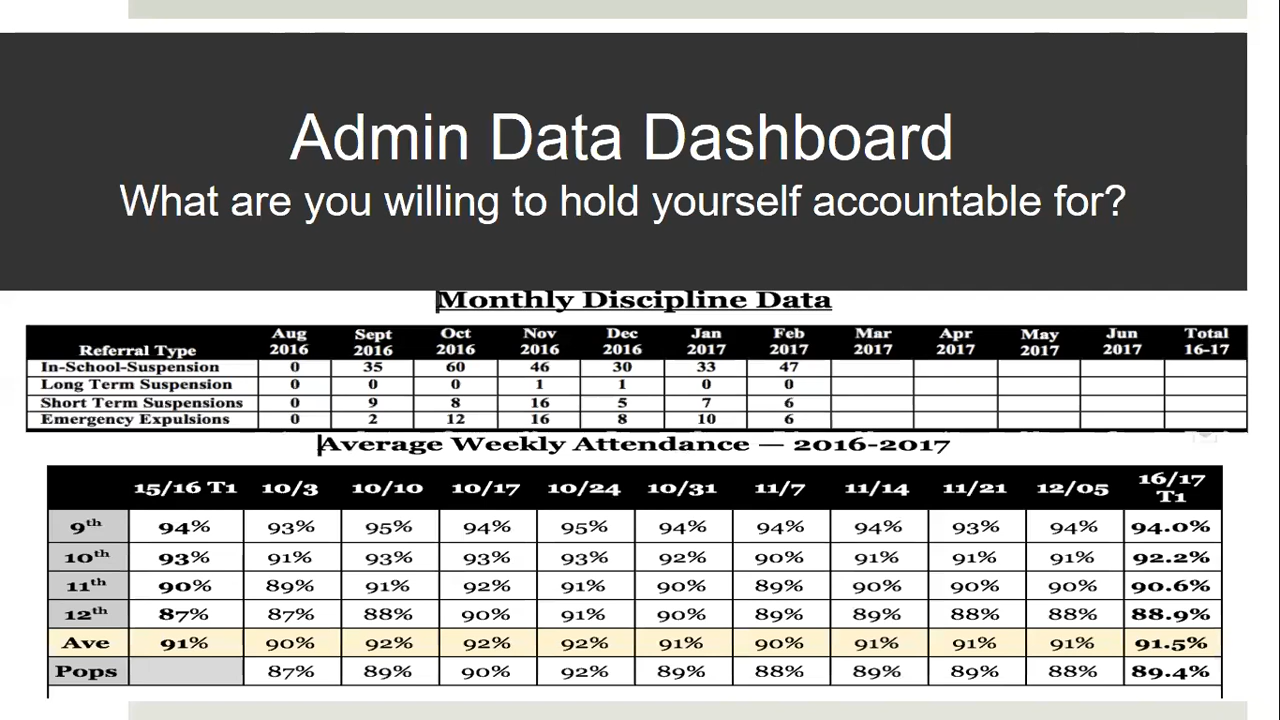 Admin Data Dashboard
What are you willing to hold yourself accountable for?
Monthly Discipline Data
Referral Type Aug 2016 Sept 2016 Oct 2016 Nov 2016 Dec 2016 Jan 2017 Feb 2017 Mar 2017 Apr 2017 May 2017 Jun 2017 Total 16-17
In-School-Suspension 0 35 60 46 30 33 47
Long Term Suspension 0 0 0 1 1 0 0
Short Term Suspensions 0 9 8 16 5 7 6
Emergency Expulsions 0 2 12 16 8 10 6
Average Weekly Attendance — 2016-2017
15/16 T1 10/3 10/10 10/17 10/24 10/31 11/7 11/14 11/21 12/05 16/17 T1
9th 94% 93% 95% 94% 95% 94% 94% 94% 93% 94% 94.0%
10th 93% 91% 93% 93% 93% 92% 90% 91% 91% 91% 92.2%
11th 90% 89% 91% 92% 91% 90% 89% 90% 90% 90% 90.6%
12th 87% 87% 88% 90% 91% 90% 89% 89% 88% 88% 88.9%
Ave 91% 90% 92% 92% 92% 91% 90% 91% 91% 91% 91.5%
Pops 87% 89% 90% 92% 89% 88% 89% 89% 88% 89.4%